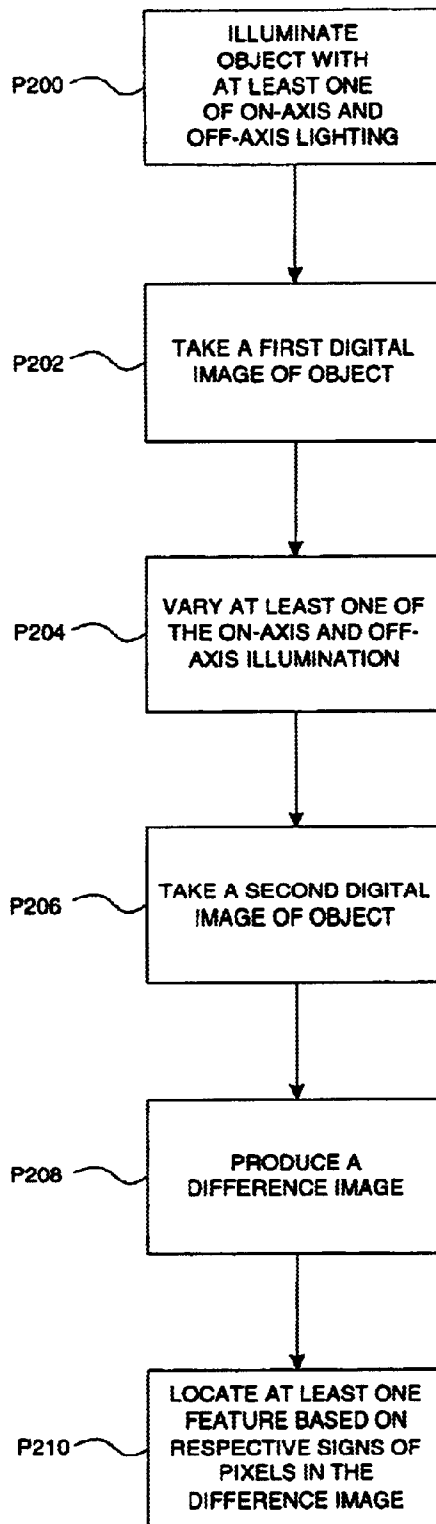 P200
ILLUMINATE
OBJECT WITH
AT LEAST ONE
OF ON-AXIS AND
OFF-AXIS LIGHTING
P202
TAKE A FIRST DIGITAL
IMAGE OF OBJECT
P204
VARY AT LEAST ONE OF
THE ON-AXIS AND OFF-
AXIS ILLUMINATION
P206
TAKE A SECOND DIGITAL
IMAGE OF OBJECT
P208
PRODUCE A
DIFFERENCE IMAGE
P210
LOCATE AT LEAST ONE
FEATURE BASED ON
RESPECTIVE SIGNS OF
PIXELS IN THE
DIFFERENCE IMAGE